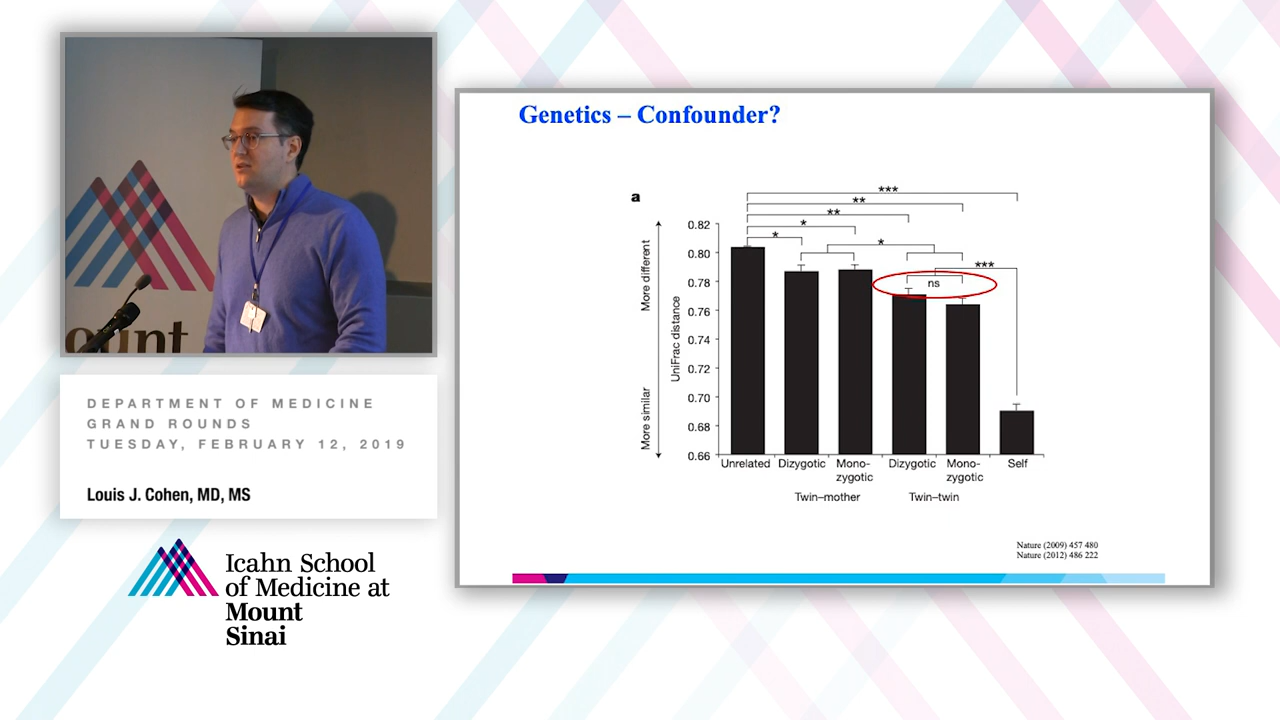 ount
DEPARTMENT OF MEDICINE
GRAND ROUNDS
TUESDAY, FEBRUARY 12, 2019
Louis J. Cohen, MD, MS
Icahn School
of Medicine at
Mount
Sinai
Genetics – Confounder?
a
***
**
**
*
*
*
***
ns
More different
More similar
UniFrac distance
0.82
0.80
0.78
0.76
0.74
0.72
0.70
0.68
0.66
Unrelated Dizygotic Mono-zygotic Dizygotic Mono-zygotic Self
Twin–mother Twin–twin
Nature (2009) 457 480
Nature (2012) 486 222